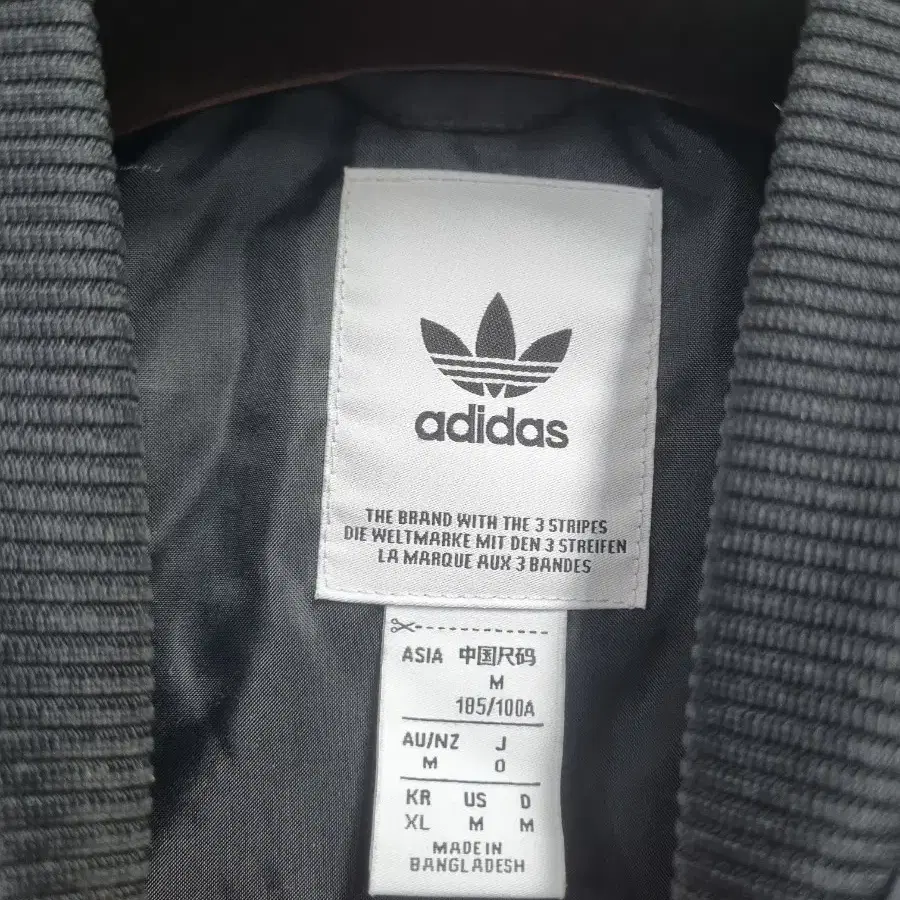 adidas
THE BRAND WITH THE 3 STRIPES
DIE WELTMARKE MIT DEN 3 STREIFEN
LA MARQUE AUX 3 BANDES
ASIA 中国尺码
M
185/100A
AU/NZ J
M O
KR US D
XL M M
MADE IN
BANGLADESH